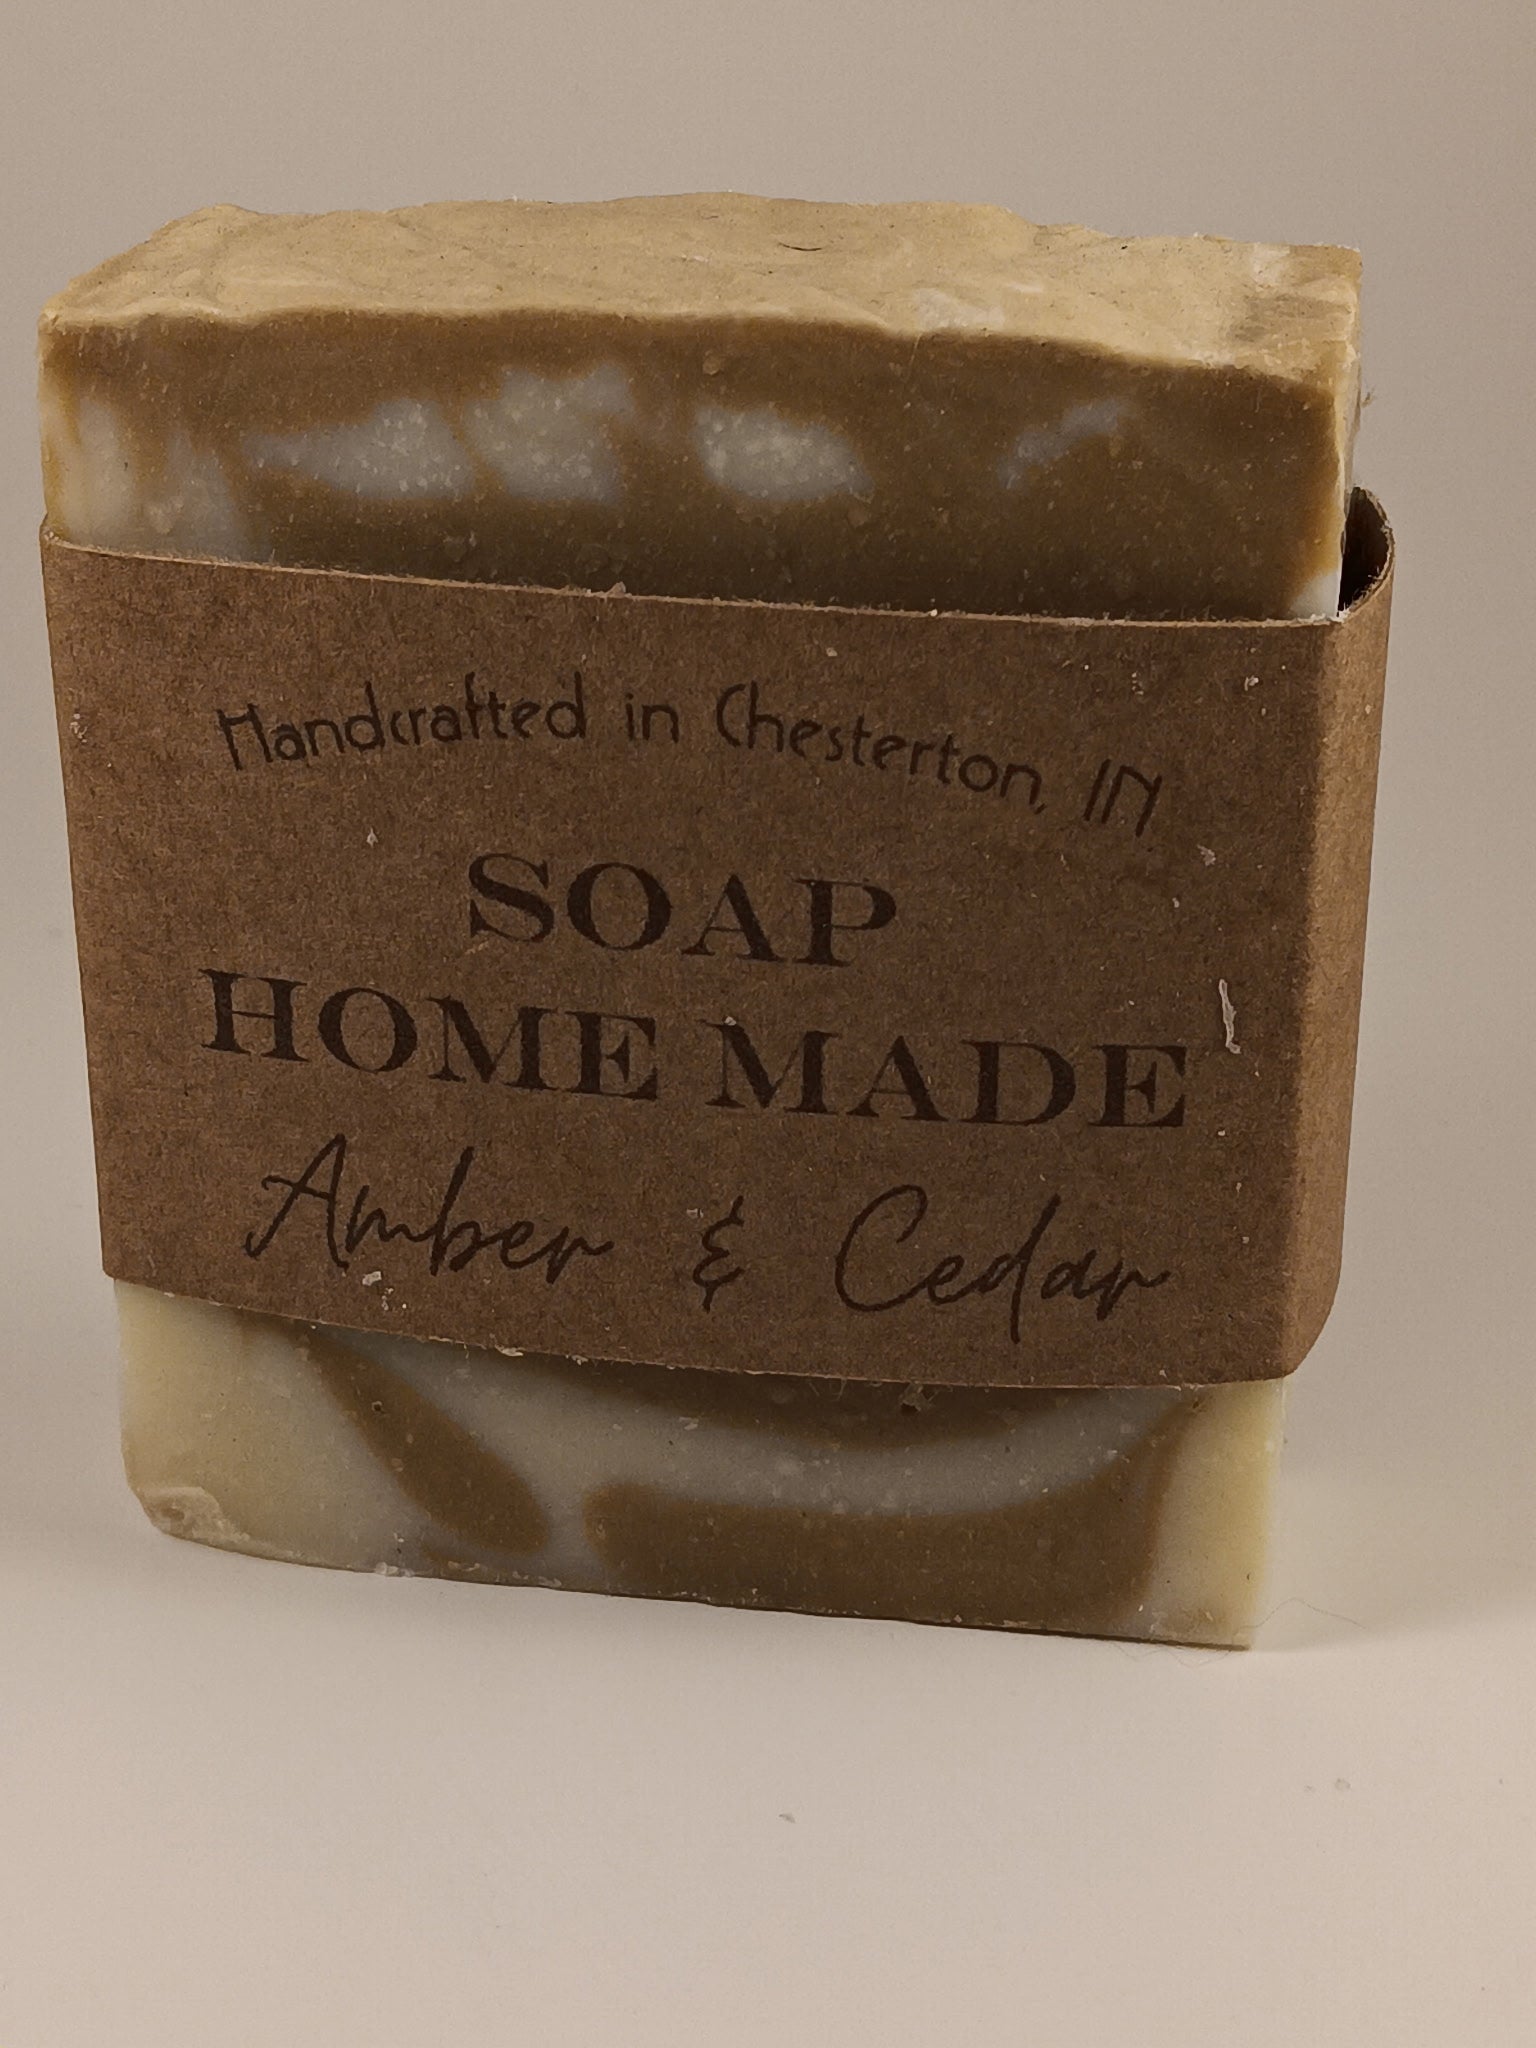 Handcrafted in Chesterton, IN
SOAP
HOME MADE
Amber & Cedar